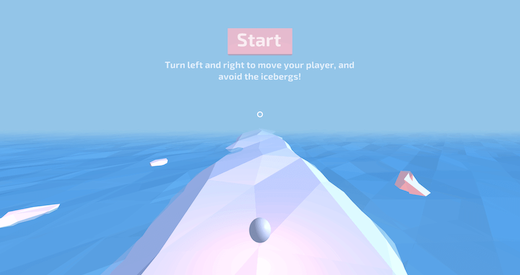 Start
Turn left and right to move your player, and
avoid the icebergs!